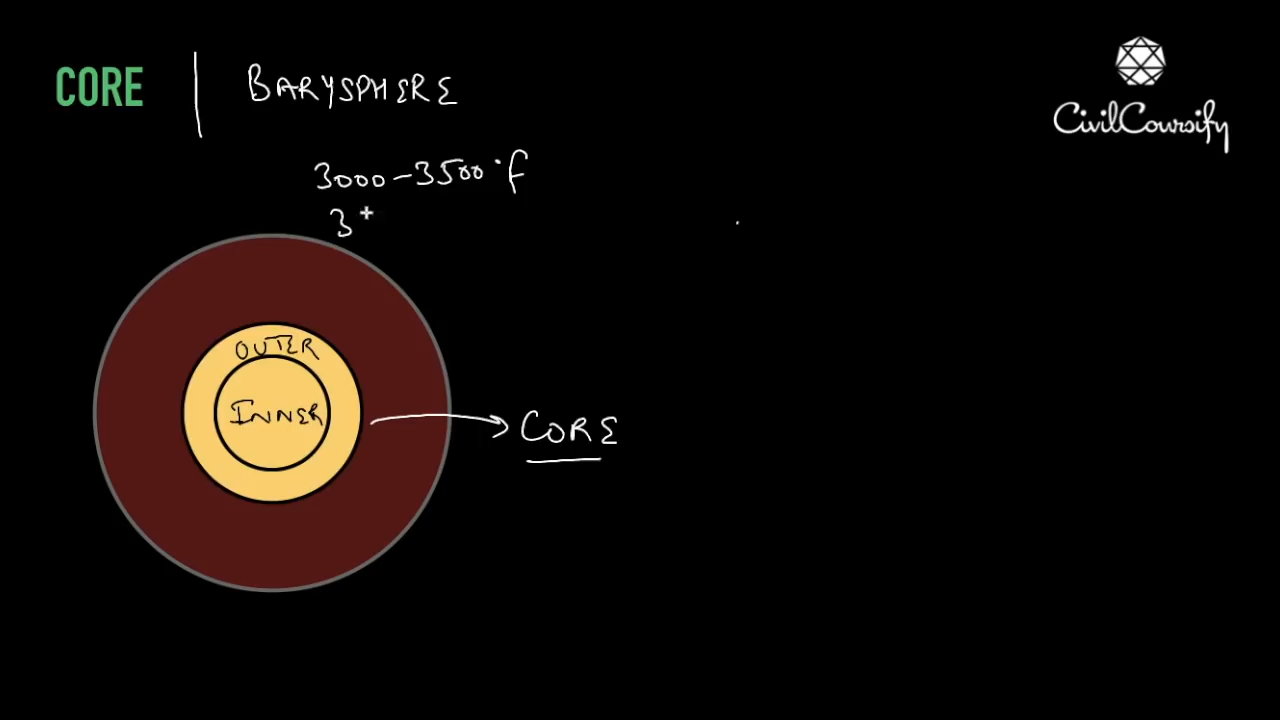 CORE | BARYSPHERE
CivilCoursify
3000-3500°f
3
OUTER
INNER
CORE